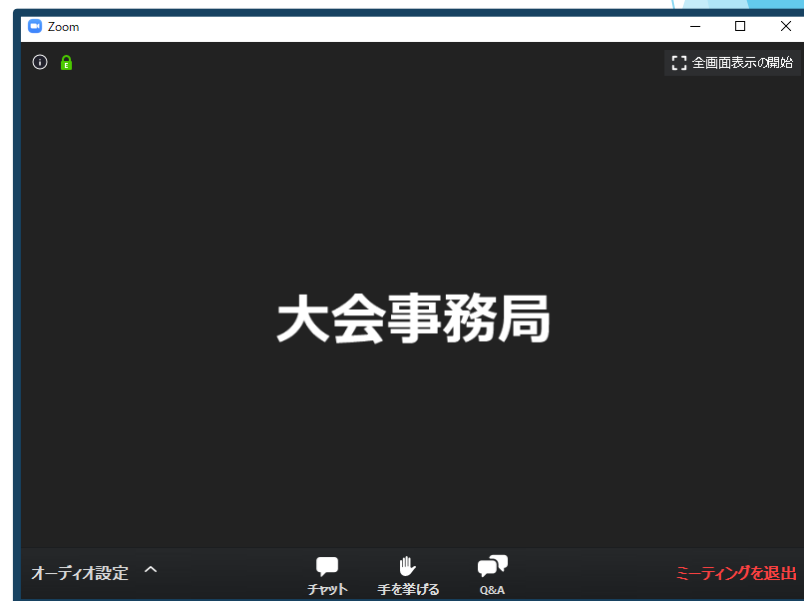 Zoom
全画面表示の開始
大会事務局
オーディオ設定
チャット
手を挙げる
Q&A
ミーティングを退出